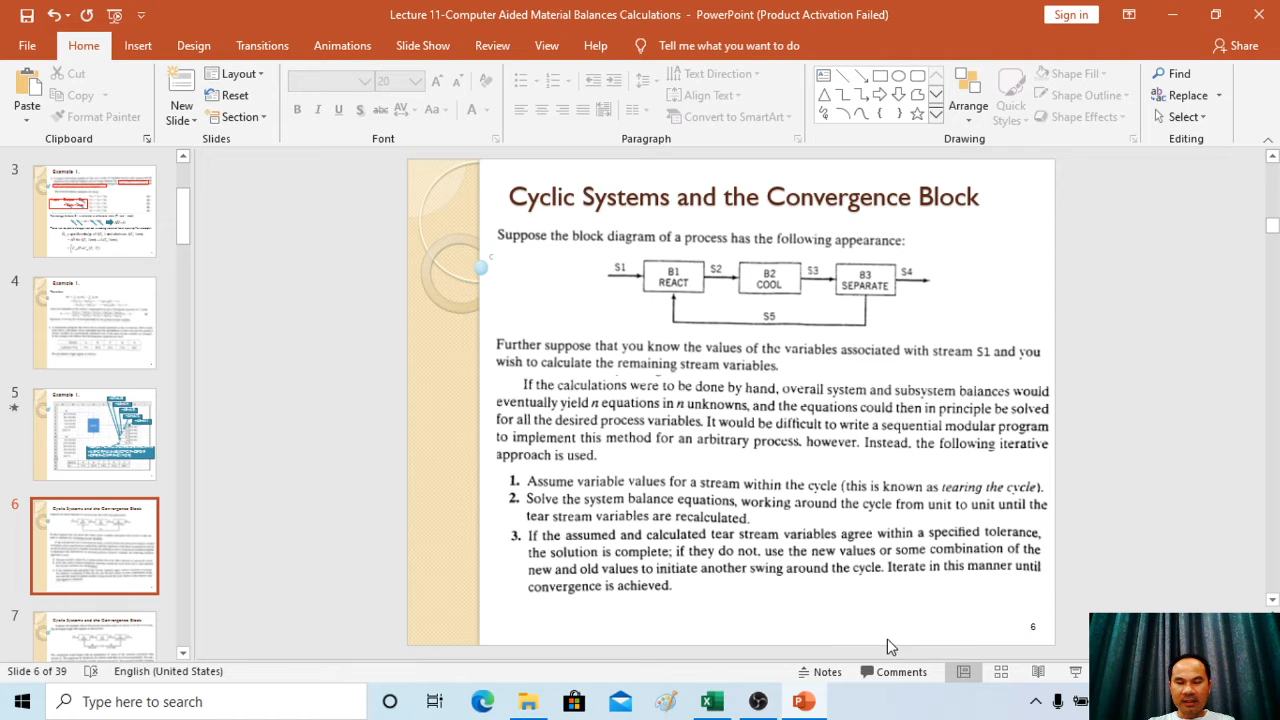 Lecture 11-Computer Aided Material Balances Calculations - PowerPoint (Product Activation Failed)
Sign in
File Home Insert Design Transitions Animations Slide Show Review View Help Tell me what you want to do
Share
Paste
Cut
Copy
Format Painter
Clipboard
New Slide
Layout
Reset
Section
Slides
20
B I U S abc AV Aa A
Font
Text Direction
Align Text
Convert to SmartArt
Paragraph
Arrange
Quick Styles
Shape Fill
Shape Outline
Shape Effects
Drawing
Find
Replace
Select
Editing
3
Example 1.
4
Example 1.
5
Example 1.
6
Cyclic Systems and the Convergence Block
7
Cyclic Systems and the Convergence Block
Cyclic Systems and the Convergence Block
Suppose the block diagram of a process has the following appearance:
c
S1 B1 REACT S2 B2 COOL S3 B3 SEPARATE S4
S5
Further suppose that you know the values of the variables associated with stream S1 and you
wish to calculate the remaining stream variables.
If the calculations were to be done by hand, overall system and subsystem balances would
eventually yield n equations in n unknowns, and the equations could then in principle be solved
for all the desired process variables. It would be difficult to write a sequential modular program
to implement this method for an arbitrary process, however. Instead, the following iterative
approach is used.
1. Assume variable values for a stream within the cycle (this is known as tearing the cycle).
2. Solve the system balance equations, working around the cycle from unit to unit until the
tear stream variables are recalculated.
3. If the assumed and calculated tear stream variables agree within a specified tolerance,
the solution is complete; if they do not, use the new values or some combination of the
new and old values to initiate another swing around the cycle. Iterate in this manner until
convergence is achieved.
6
Slide 6 of 39 English (United States) Notes Comments
Type here to search